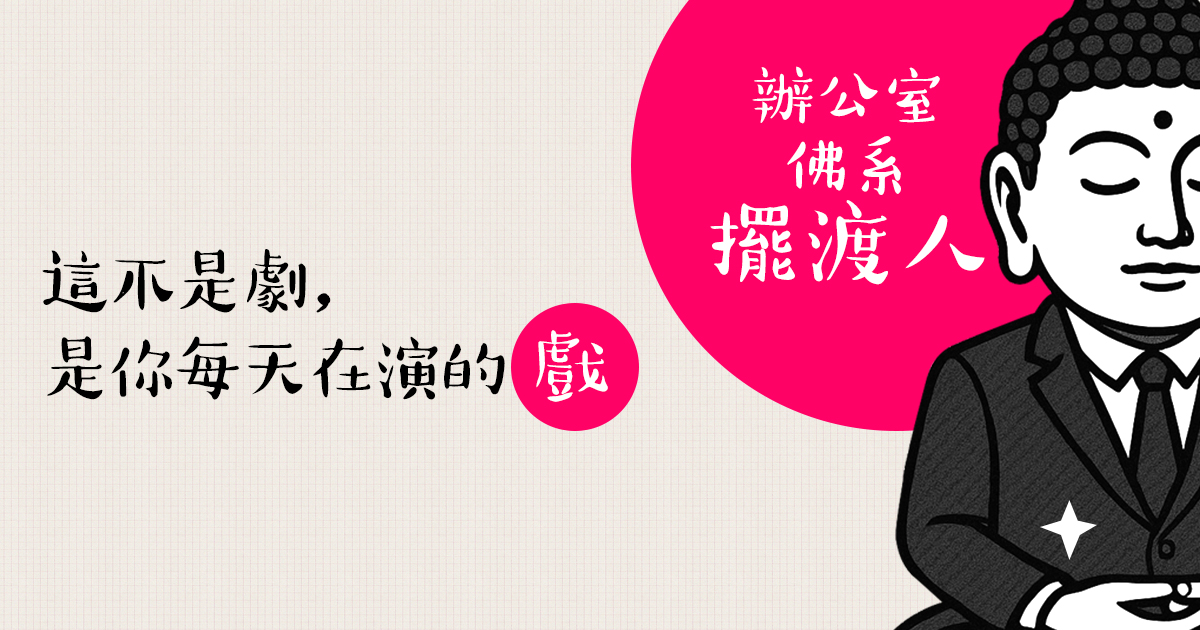 這不是劇，
是你每天在演的戲
辦公室
佛系
擺渡人